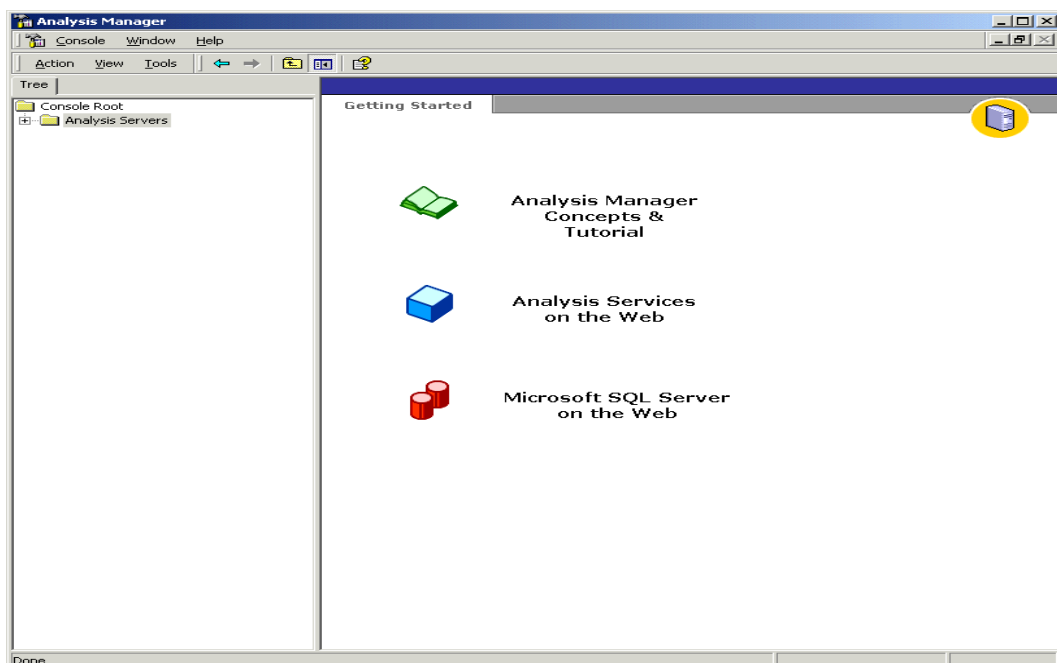 Analysis Manager
Console Window Help
Action View Tools
Tree
Console Root
Analysis Servers
Getting Started
Analysis Manager
Concepts &
Tutorial
Analysis Services
on the Web
Microsoft SQL Server
on the Web
Done